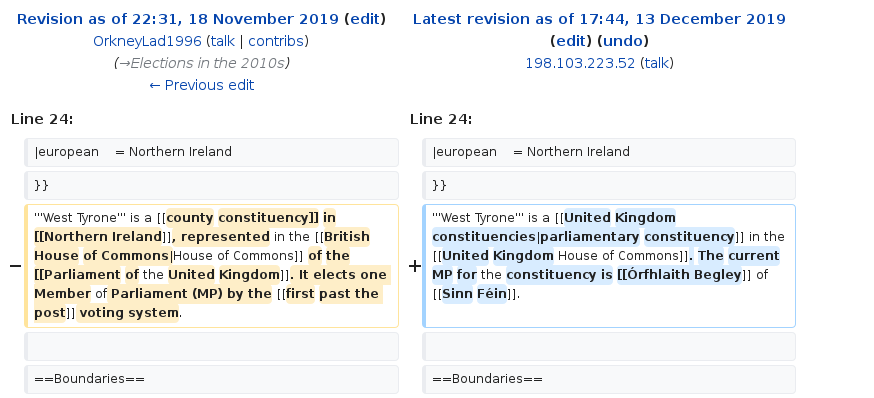 Revision as of 22:31, 18 November 2019 (edit)
OrkneyLad1996 (talk | contribs)
(→Elections in the 2010s)
← Previous edit
Latest revision as of 17:44, 13 December 2019
(edit) (undo)
198.103.223.52 (talk)
Line 24:
Line 24:
|european    = Northern Ireland
|european    = Northern Ireland
}}
}}
−
'''West Tyrone''' is a [[county constituency]] in
[[Northern Ireland]], represented in the [[British
House of Commons|House of Commons]] of the
[[Parliament of the United Kingdom]]. It elects one
Member of Parliament (MP) by the [[first past the
post]] voting system.
+
'''West Tyrone''' is a [[United Kingdom
constituencies|parliamentary constituency]] in the
[[United Kingdom House of Commons]]. The current
MP for the constituency is [[Órfhlaith Begley]] of
[[Sinn Féin]].
==Boundaries==
==Boundaries==